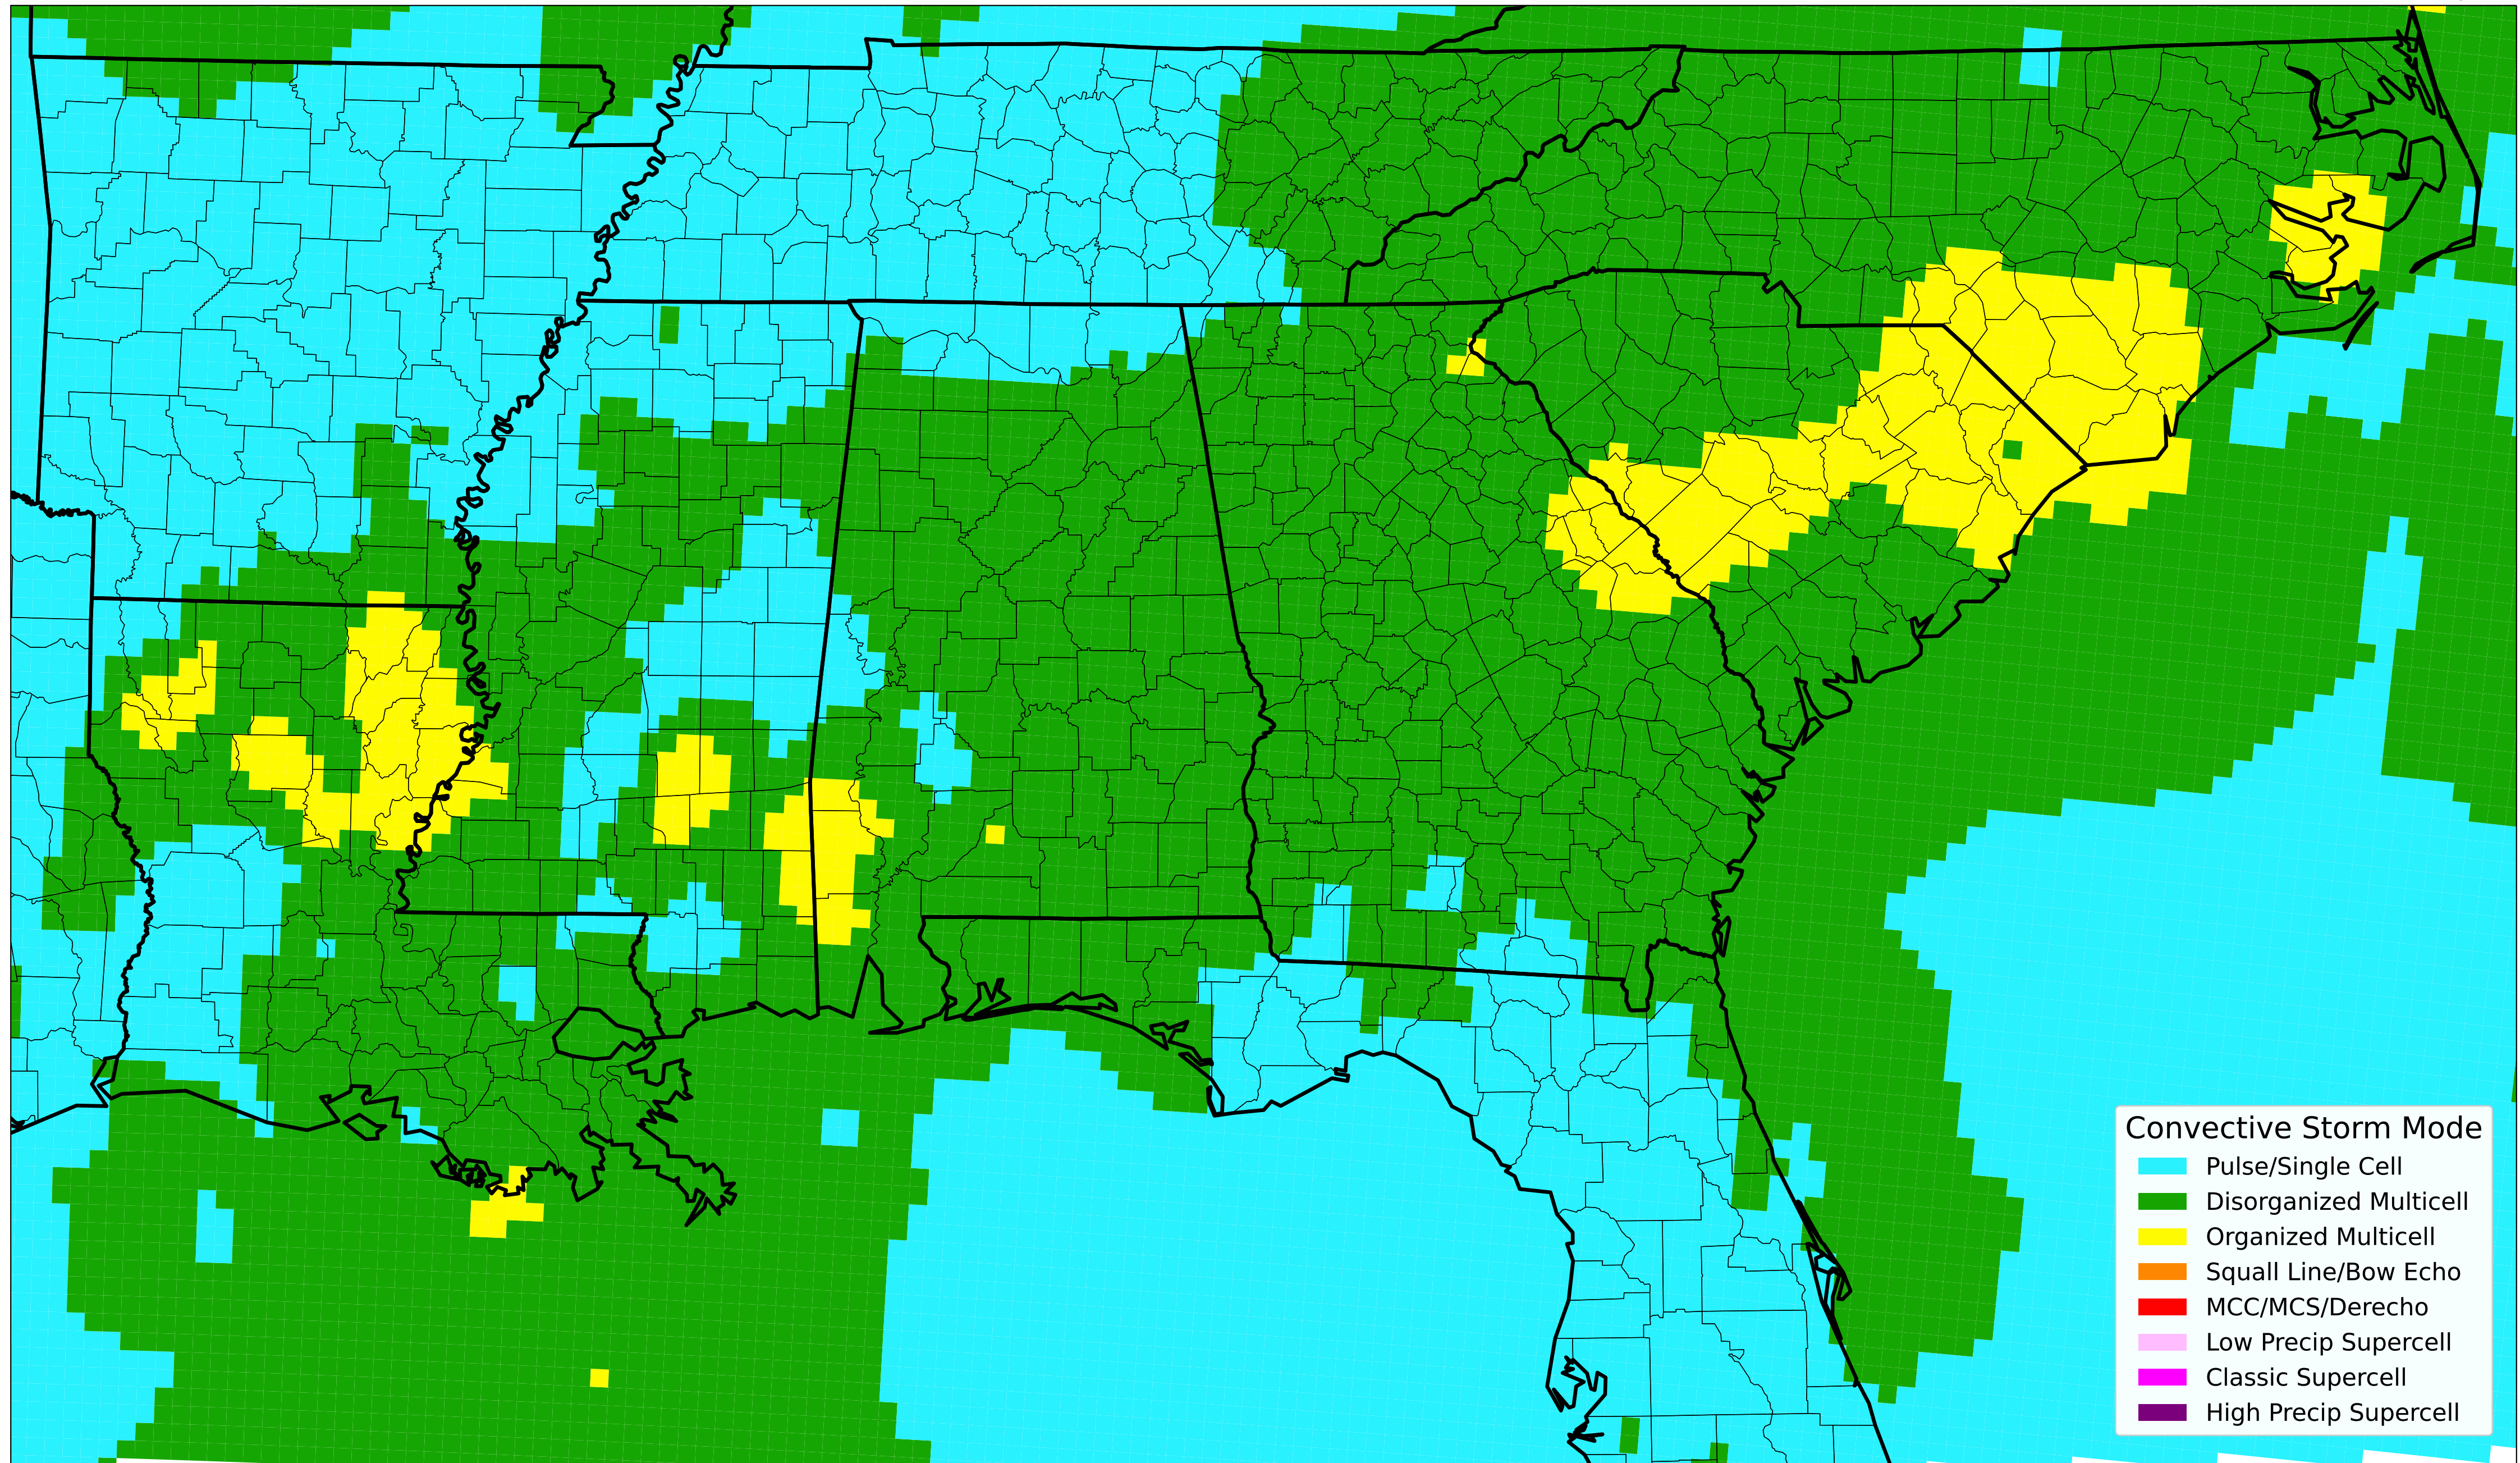 Convective Storm Mode
Pulse/Single Cell
Disorganized Multicell
Organized Multicell
Squall Line/Bow Echo
MCC/MCS/Derecho
Low Precip Supercell
Classic Supercell
High Precip Supercell